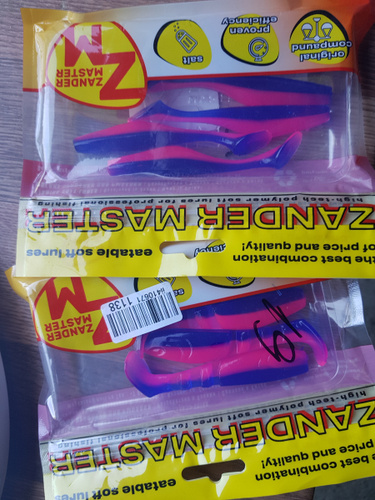 the best combination
of price and quality!
eatable soft lures
ZANDER MASTER
high-tech polymer soft lures for professional fishing
original
compaund
proven
efficiency
salt
ZM
ZANDER
MASTER
the best combination
of price and quality!
eatable soft lures
ZANDER MASTER
high-tech polymer soft lures for professional fishing
1138
ZANDER
MASTER
M